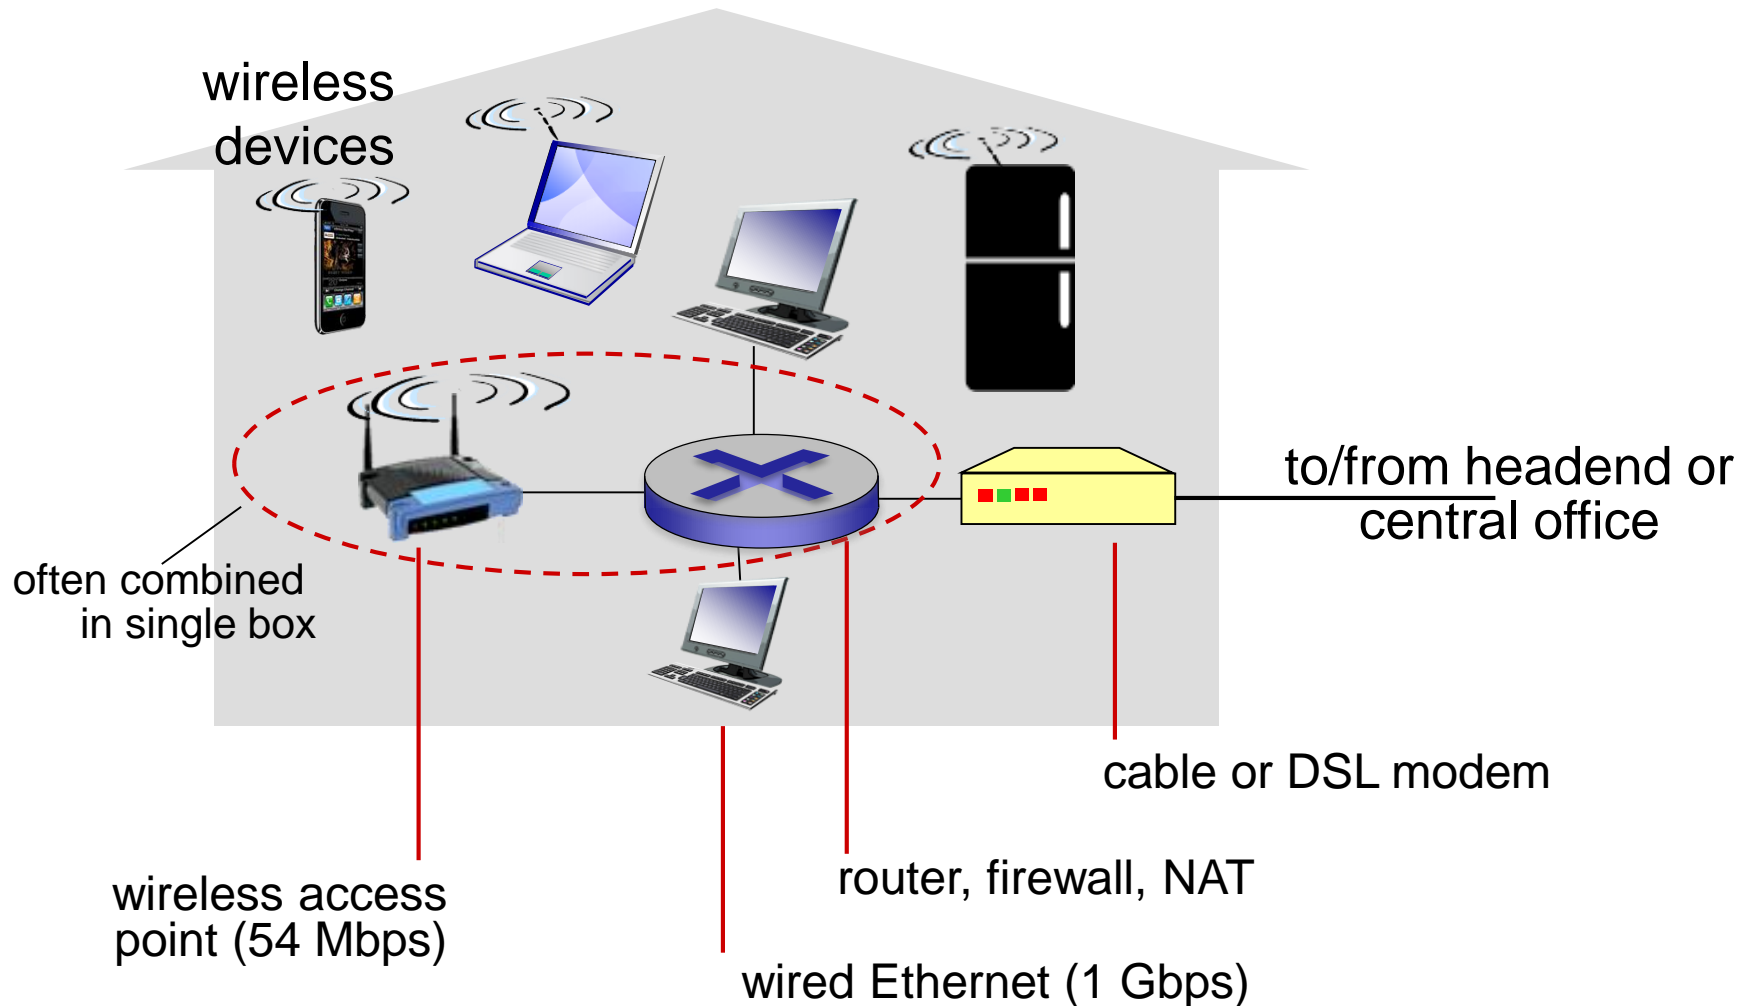 wireless
devices
to/from headend or
central office
often combined
in single box
cable or DSL modem
router, firewall, NAT
wireless access
point (54 Mbps)
wired Ethernet (1 Gbps)